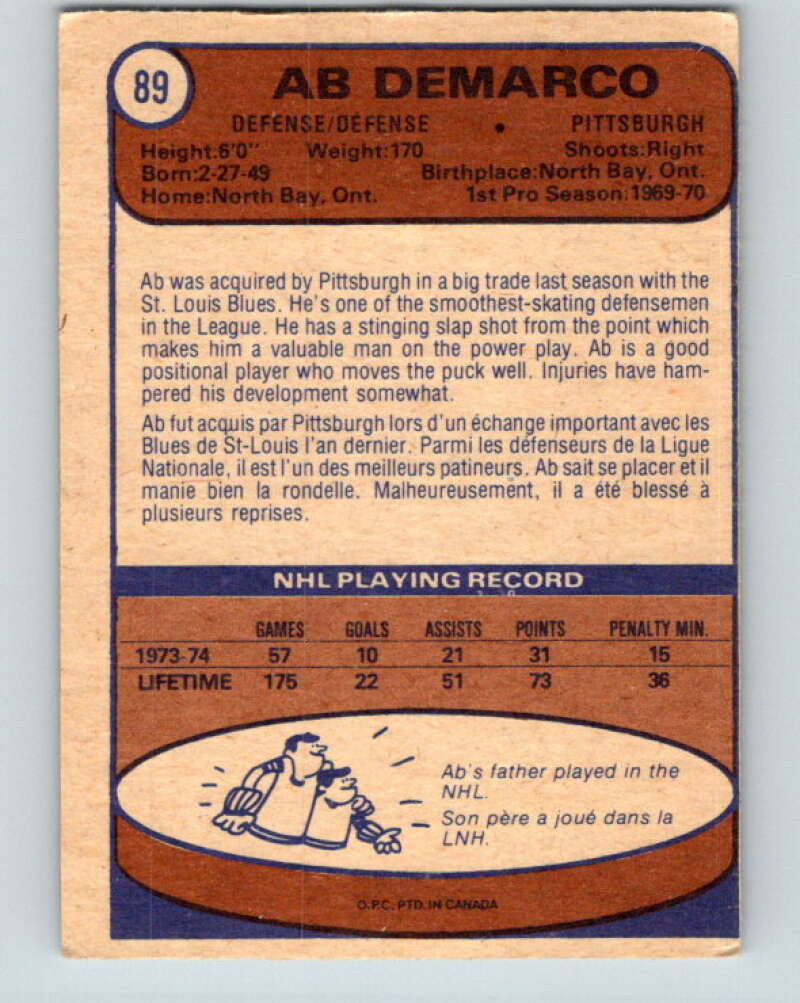 89
AB DEMARCO
DEFENSE/DÉFENSE • PITTSBURGH
Height:6'0" Weight:170 Shoots:Right
Born:2-27-49 Birthplace:North Bay, Ont.
Home:North Bay, Ont. 1st Pro Season:1969-70
Ab was acquired by Pittsburgh in a big trade last season with the
St. Louis Blues. He's one of the smoothest-skating defensemen
in the League. He has a stinging slap shot from the point which
makes him a valuable man on the power play. Ab is a good
positional player who moves the puck well. Injuries have ham-
pered his development somewhat.
Ab fut acquis par Pittsburgh lors d'un échange important avec les
Blues de St-Louis l'an dernier. Parmi les défenseurs de la Ligue
Nationale, il est l'un des meilleurs patineurs. Ab sait se placer et il
manie bien la rondelle. Malheureusement, il a été blessé à
plusieurs reprises.
NHL PLAYING RECORD
GAMES GOALS ASSISTS POINTS PENALTY MIN.
1973-74 57 10 21 31 15
LIFETIME 175 22 51 73 36
Ab's father played in the
NHL.
Son père a joué dans la
LNH.
O.P.C. PTD. IN CANADA